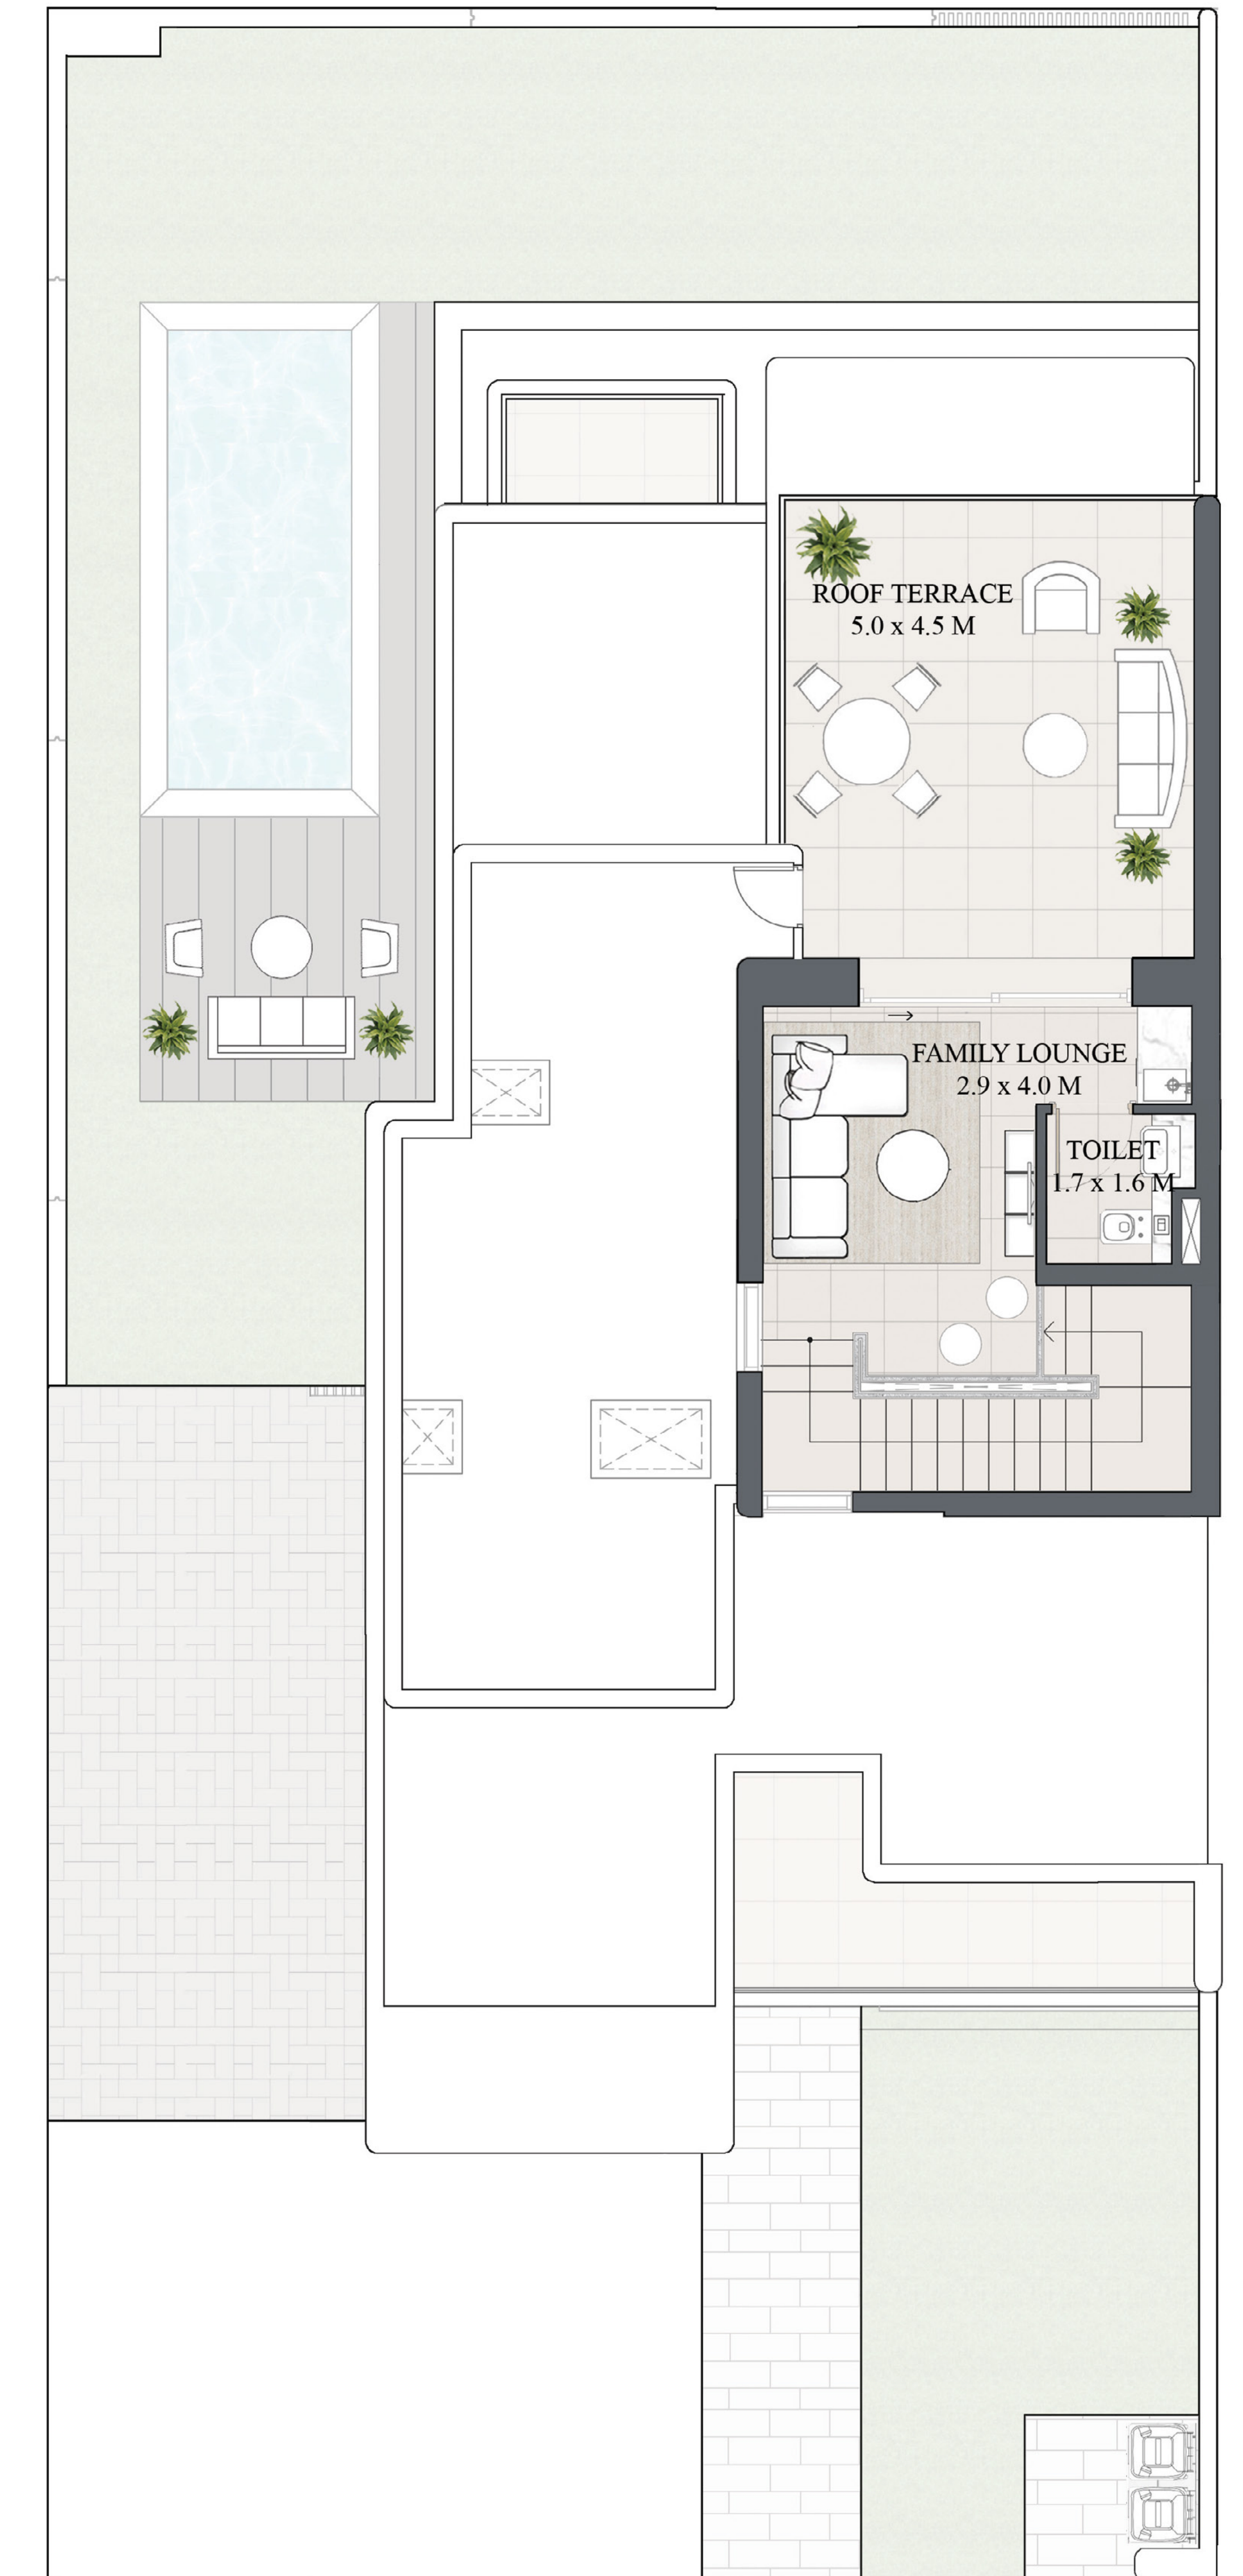 ROOF TERRACE
5.0 x 4.5 M
FAMILY LOUNGE
2.9 x 4.0 M
TOILET
1.7 x 1.6 M